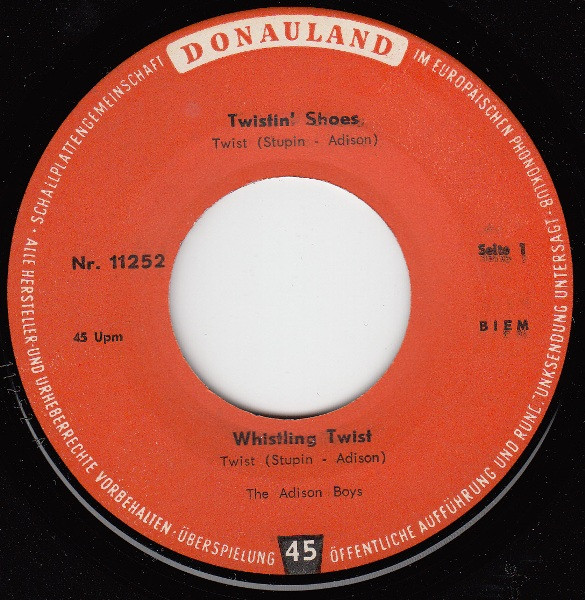 DONAULAND
SCHALLPLATTENGEMEINSCHAFT
IM EUROPÄISCHEN PHONOKLUB ·
Twistin' Shoes
Twist (Stupin - Adison)
Nr. 11252
Seite 1
45 Upm
BIEM
Whistling Twist
Twist (Stupin - Adison)
The Adison Boys
· ALLE HERSTELLER- UND URHEBERRECHTE VORBEHALTEN · ÜBERSPIELUNG
45
ÖFFENTLICHE AUFFÜHRUNG UND RUNDFUNKSENDUNG UNTERSAGT ·